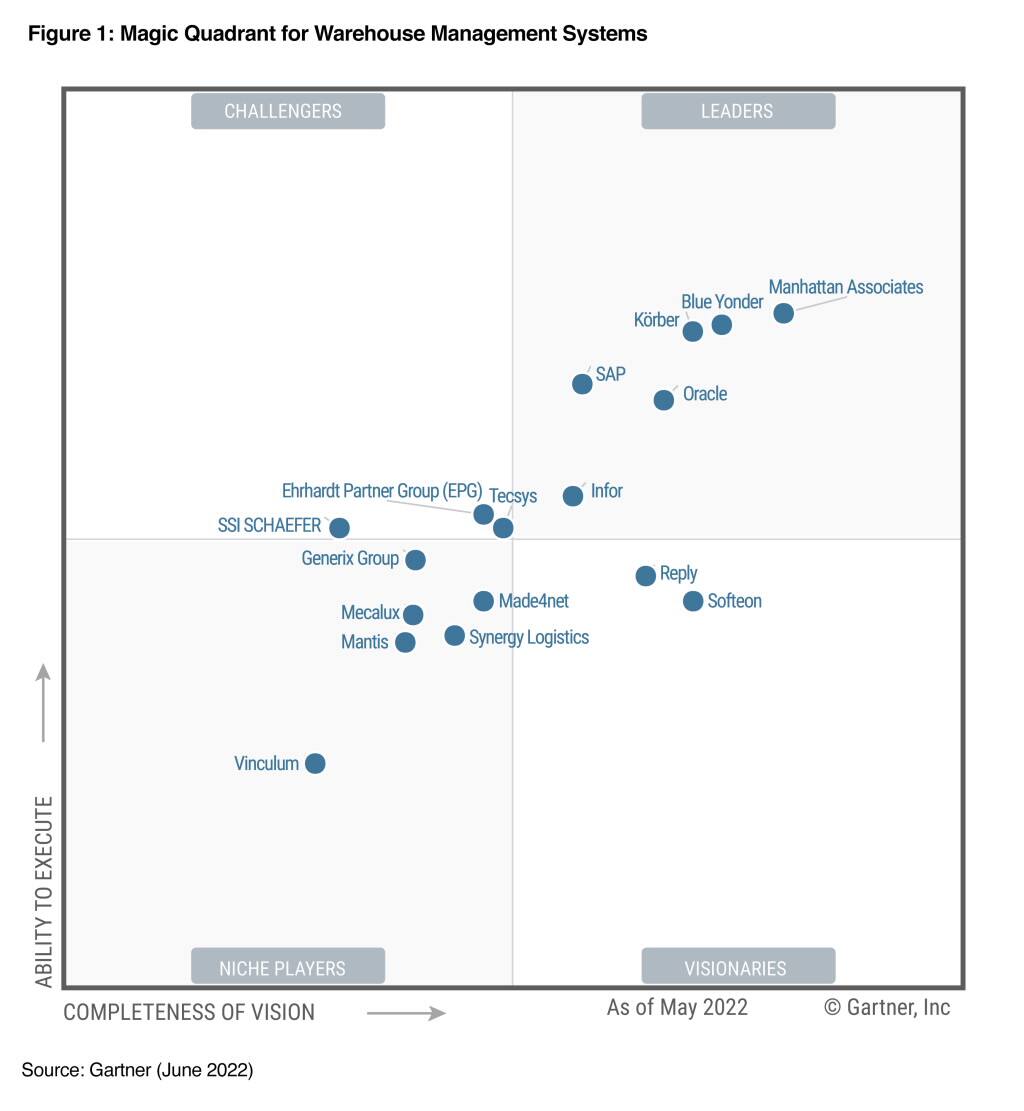 Figure 1: Magic Quadrant for Warehouse Management Systems
CHALLENGERS
LEADERS
Manhattan Associates
Blue Yonder
Körber
SAP
Oracle
Ehrhardt Partner Group (EPG)
Tecsys
Infor
SSI SCHAEFER
Generix Group
Reply
Made4net
Softeon
Mecalux
Mantis
Synergy Logistics
Vinculum
ABILITY TO EXECUTE
NICHE PLAYERS
VISIONARIES
COMPLETENESS OF VISION
As of May 2022
© Gartner, Inc
Source: Gartner (June 2022)